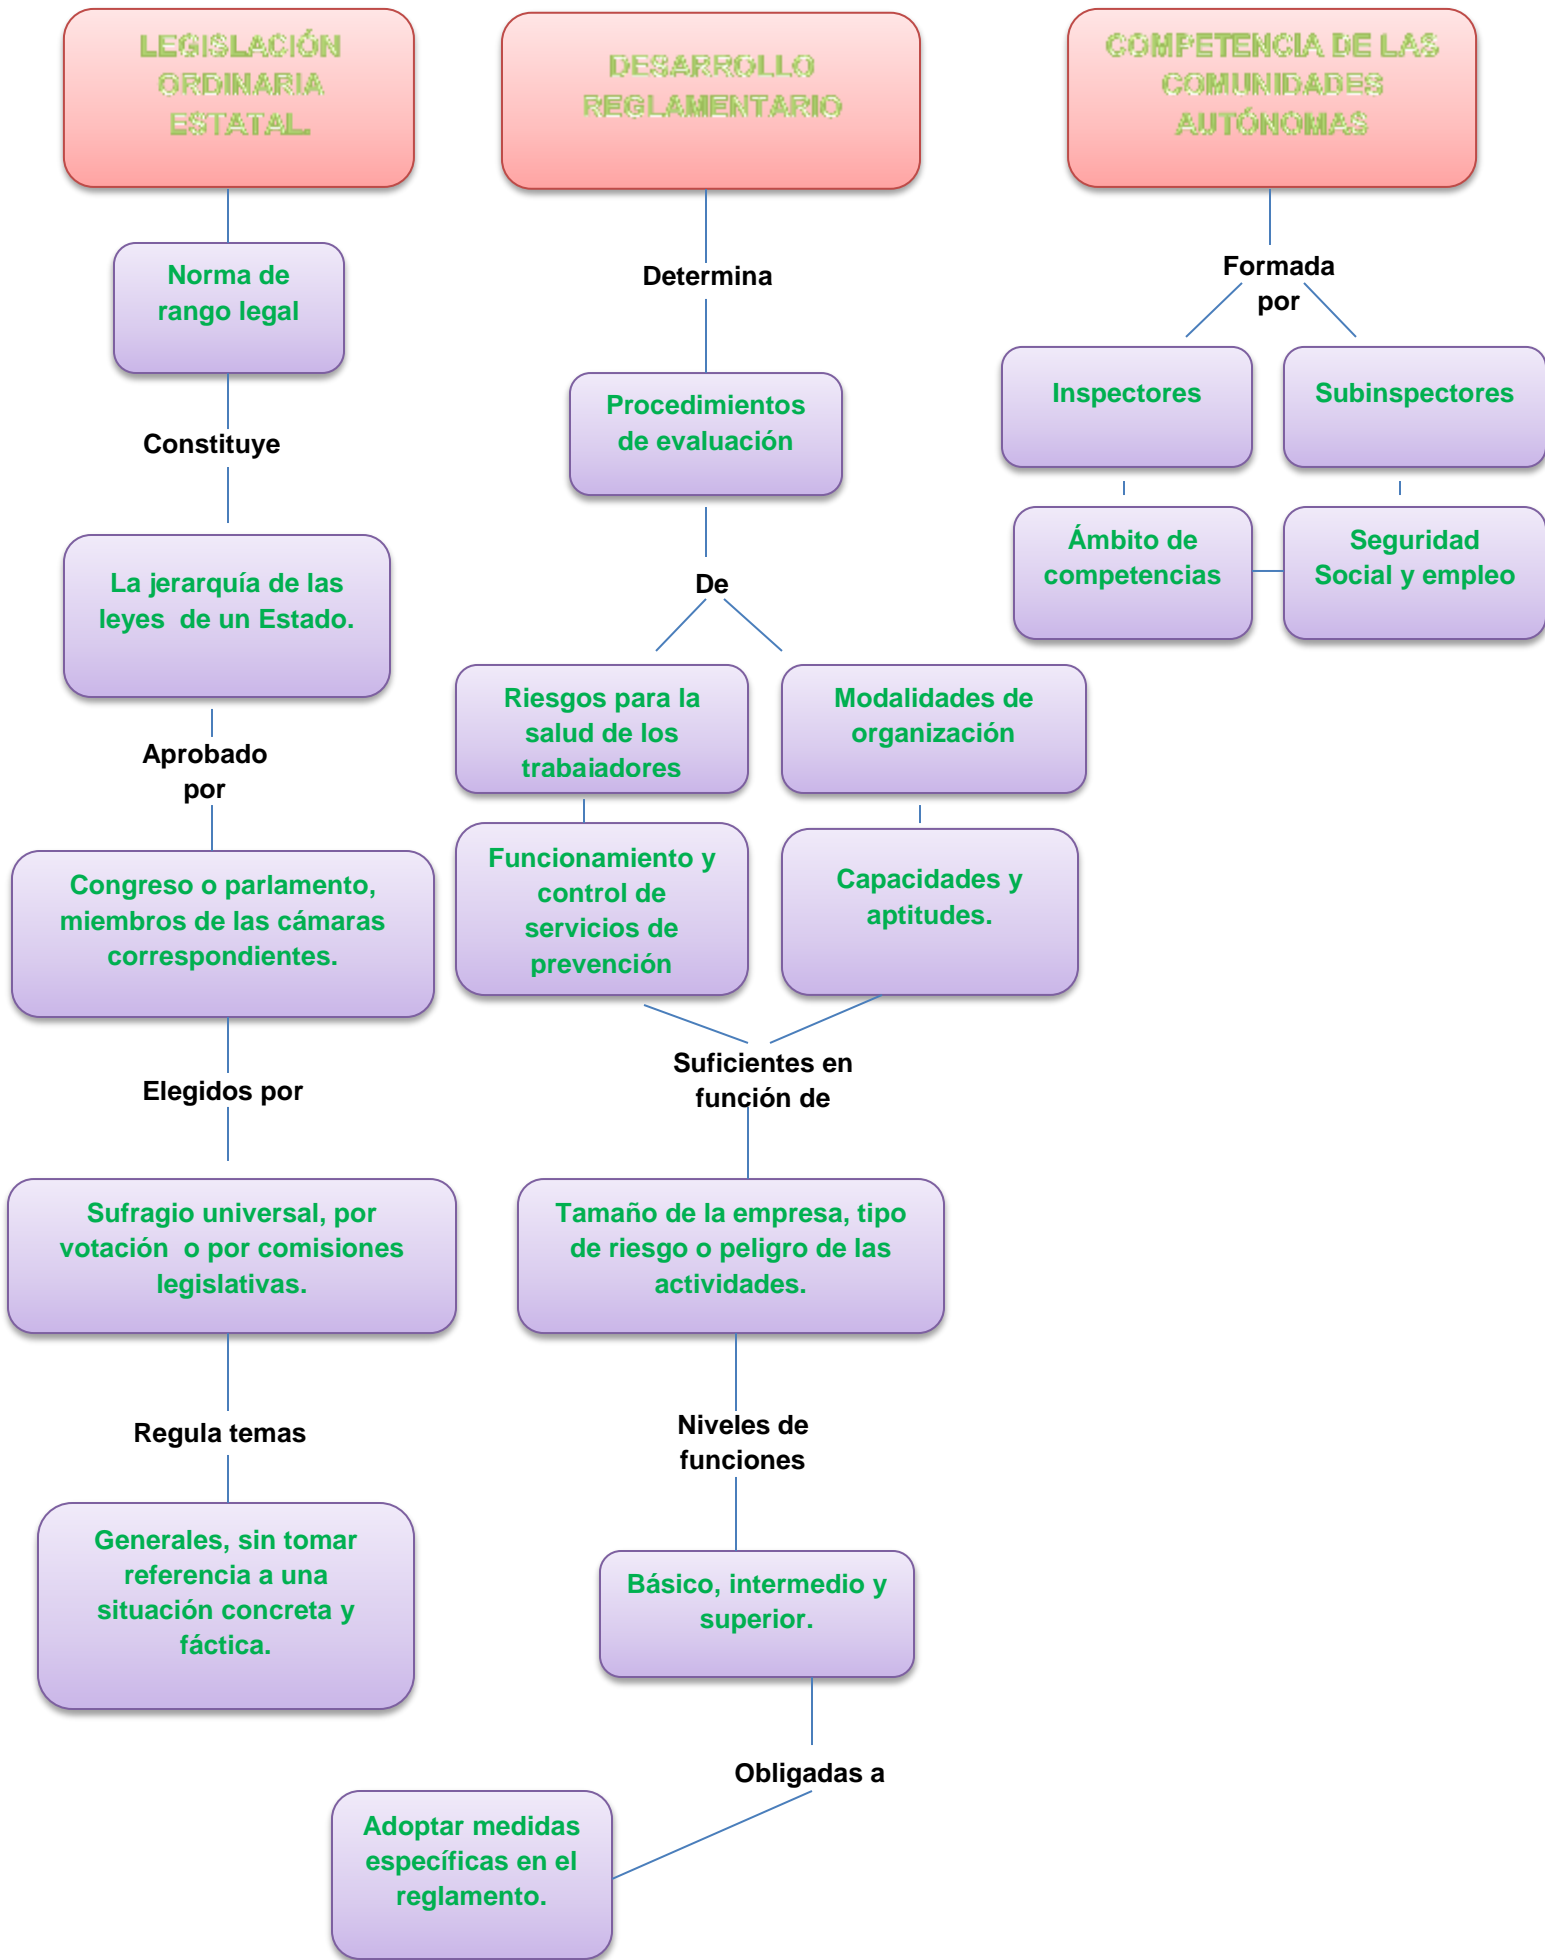 LEGISLACIÓN
ORDINARIA
ESTATAL.
Norma de
rango legal
Constituye
La jerarquía de las
leyes de un Estado.
Aprobado
por
Congreso o parlamento,
miembros de las cámaras
correspondientes.
Elegidos por
Sufragio universal, por
votación o por comisiones
legislativas.
Regula temas
Generales, sin tomar
referencia a una
situación concreta y
fáctica.
DESARROLLO
REGLAMENTARIO
Determina
Procedimientos
de evaluación
De
Riesgos para la
salud de los
trabaiadores
Modalidades de
organización
Funcionamiento y
control de
servicios de
prevención
Capacidades y
aptitudes.
Suficientes en
función de
Tamaño de la empresa, tipo
de riesgo o peligro de las
actividades.
Niveles de
funciones
Básico, intermedio y
superior.
Obligadas a
Adoptar medidas
específicas en el
reglamento.
COMPETENCIA DE LAS
COMUNIDADES
AUTÓNOMAS
Formada
por
Inspectores
Subinspectores
Ámbito de
competencias
Seguridad
Social y empleo